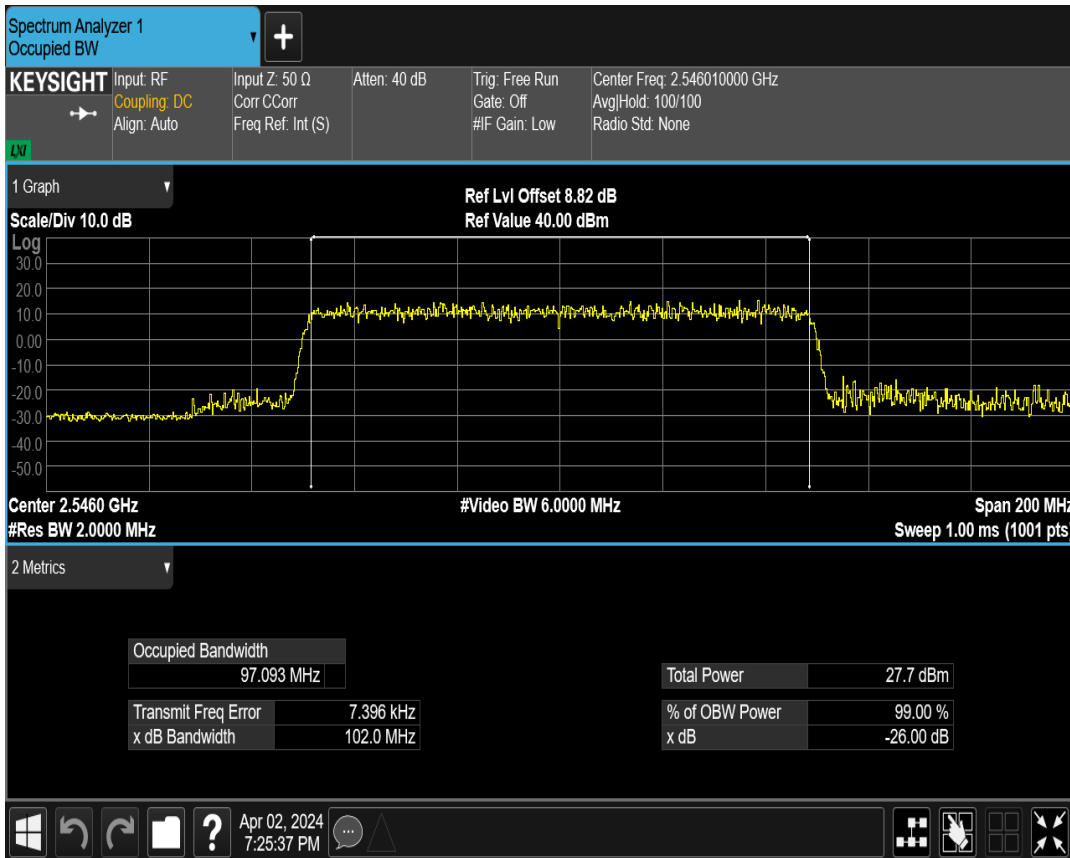 Spectrum Analyzer 1
Occupied BW
KEYSIGHT
LXI
Input: RF
Coupling: DC
Align: Auto
Input Z: 50 Ω
Corr CCorr
Freq Ref: Int (S)
Atten: 40 dB
Trig: Free Run
Gate: Off
#IF Gain: Low
Center Freq: 2.546010000 GHz
Avg|Hold: 100/100
Radio Std: None
1 Graph
Scale/Div 10.0 dB
Ref Lvl Offset 8.82 dB
Ref Value 40.00 dBm
Log
30.0
20.0
10.0
0.00
-10.0
-20.0
-30.0
-40.0
-50.0
Center 2.5460 GHz
#Video BW 6.0000 MHz
Span 200 MHz
#Res BW 2.0000 MHz
Sweep 1.00 ms (1001 pts)
2 Metrics
Occupied Bandwidth
97.093 MHz
Transmit Freq Error 7.396 kHz
x dB Bandwidth 102.0 MHz
Total Power 27.7 dBm
% of OBW Power 99.00 %
x dB -26.00 dB
Apr 02, 2024
7:25:37 PM